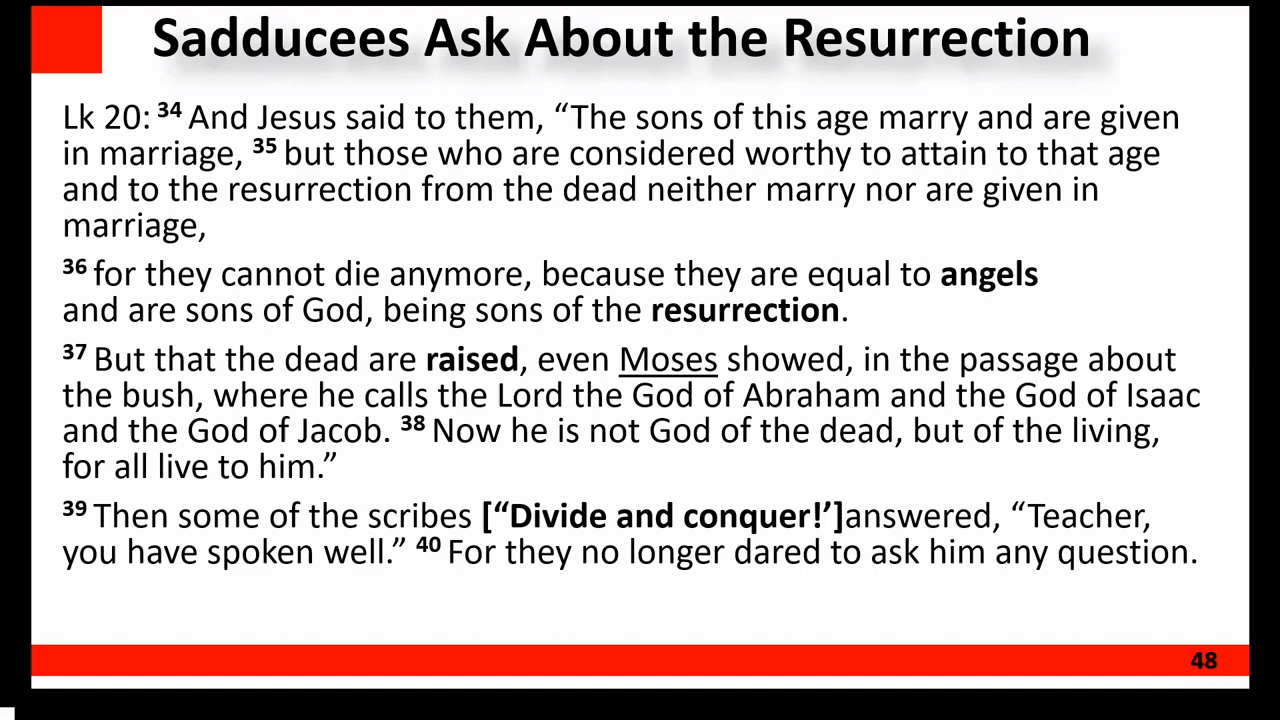 Sadducees Ask About the Resurrection
Lk 20: 34 And Jesus said to them, “The sons of this age marry and are given
in marriage, 35 but those who are considered worthy to attain to that age
and to the resurrection from the dead neither marry nor are given in
marriage,
36 for they cannot die anymore, because they are equal to angels
and are sons of God, being sons of the resurrection.
37 But that the dead are raised, even Moses showed, in the passage about
the bush, where he calls the Lord the God of Abraham and the God of Isaac
and the God of Jacob. 38 Now he is not God of the dead, but of the living,
for all live to him.”
39 Then some of the scribes [“Divide and conquer!’]answered, “Teacher,
you have spoken well.” 40 For they no longer dared to ask him any question.
48